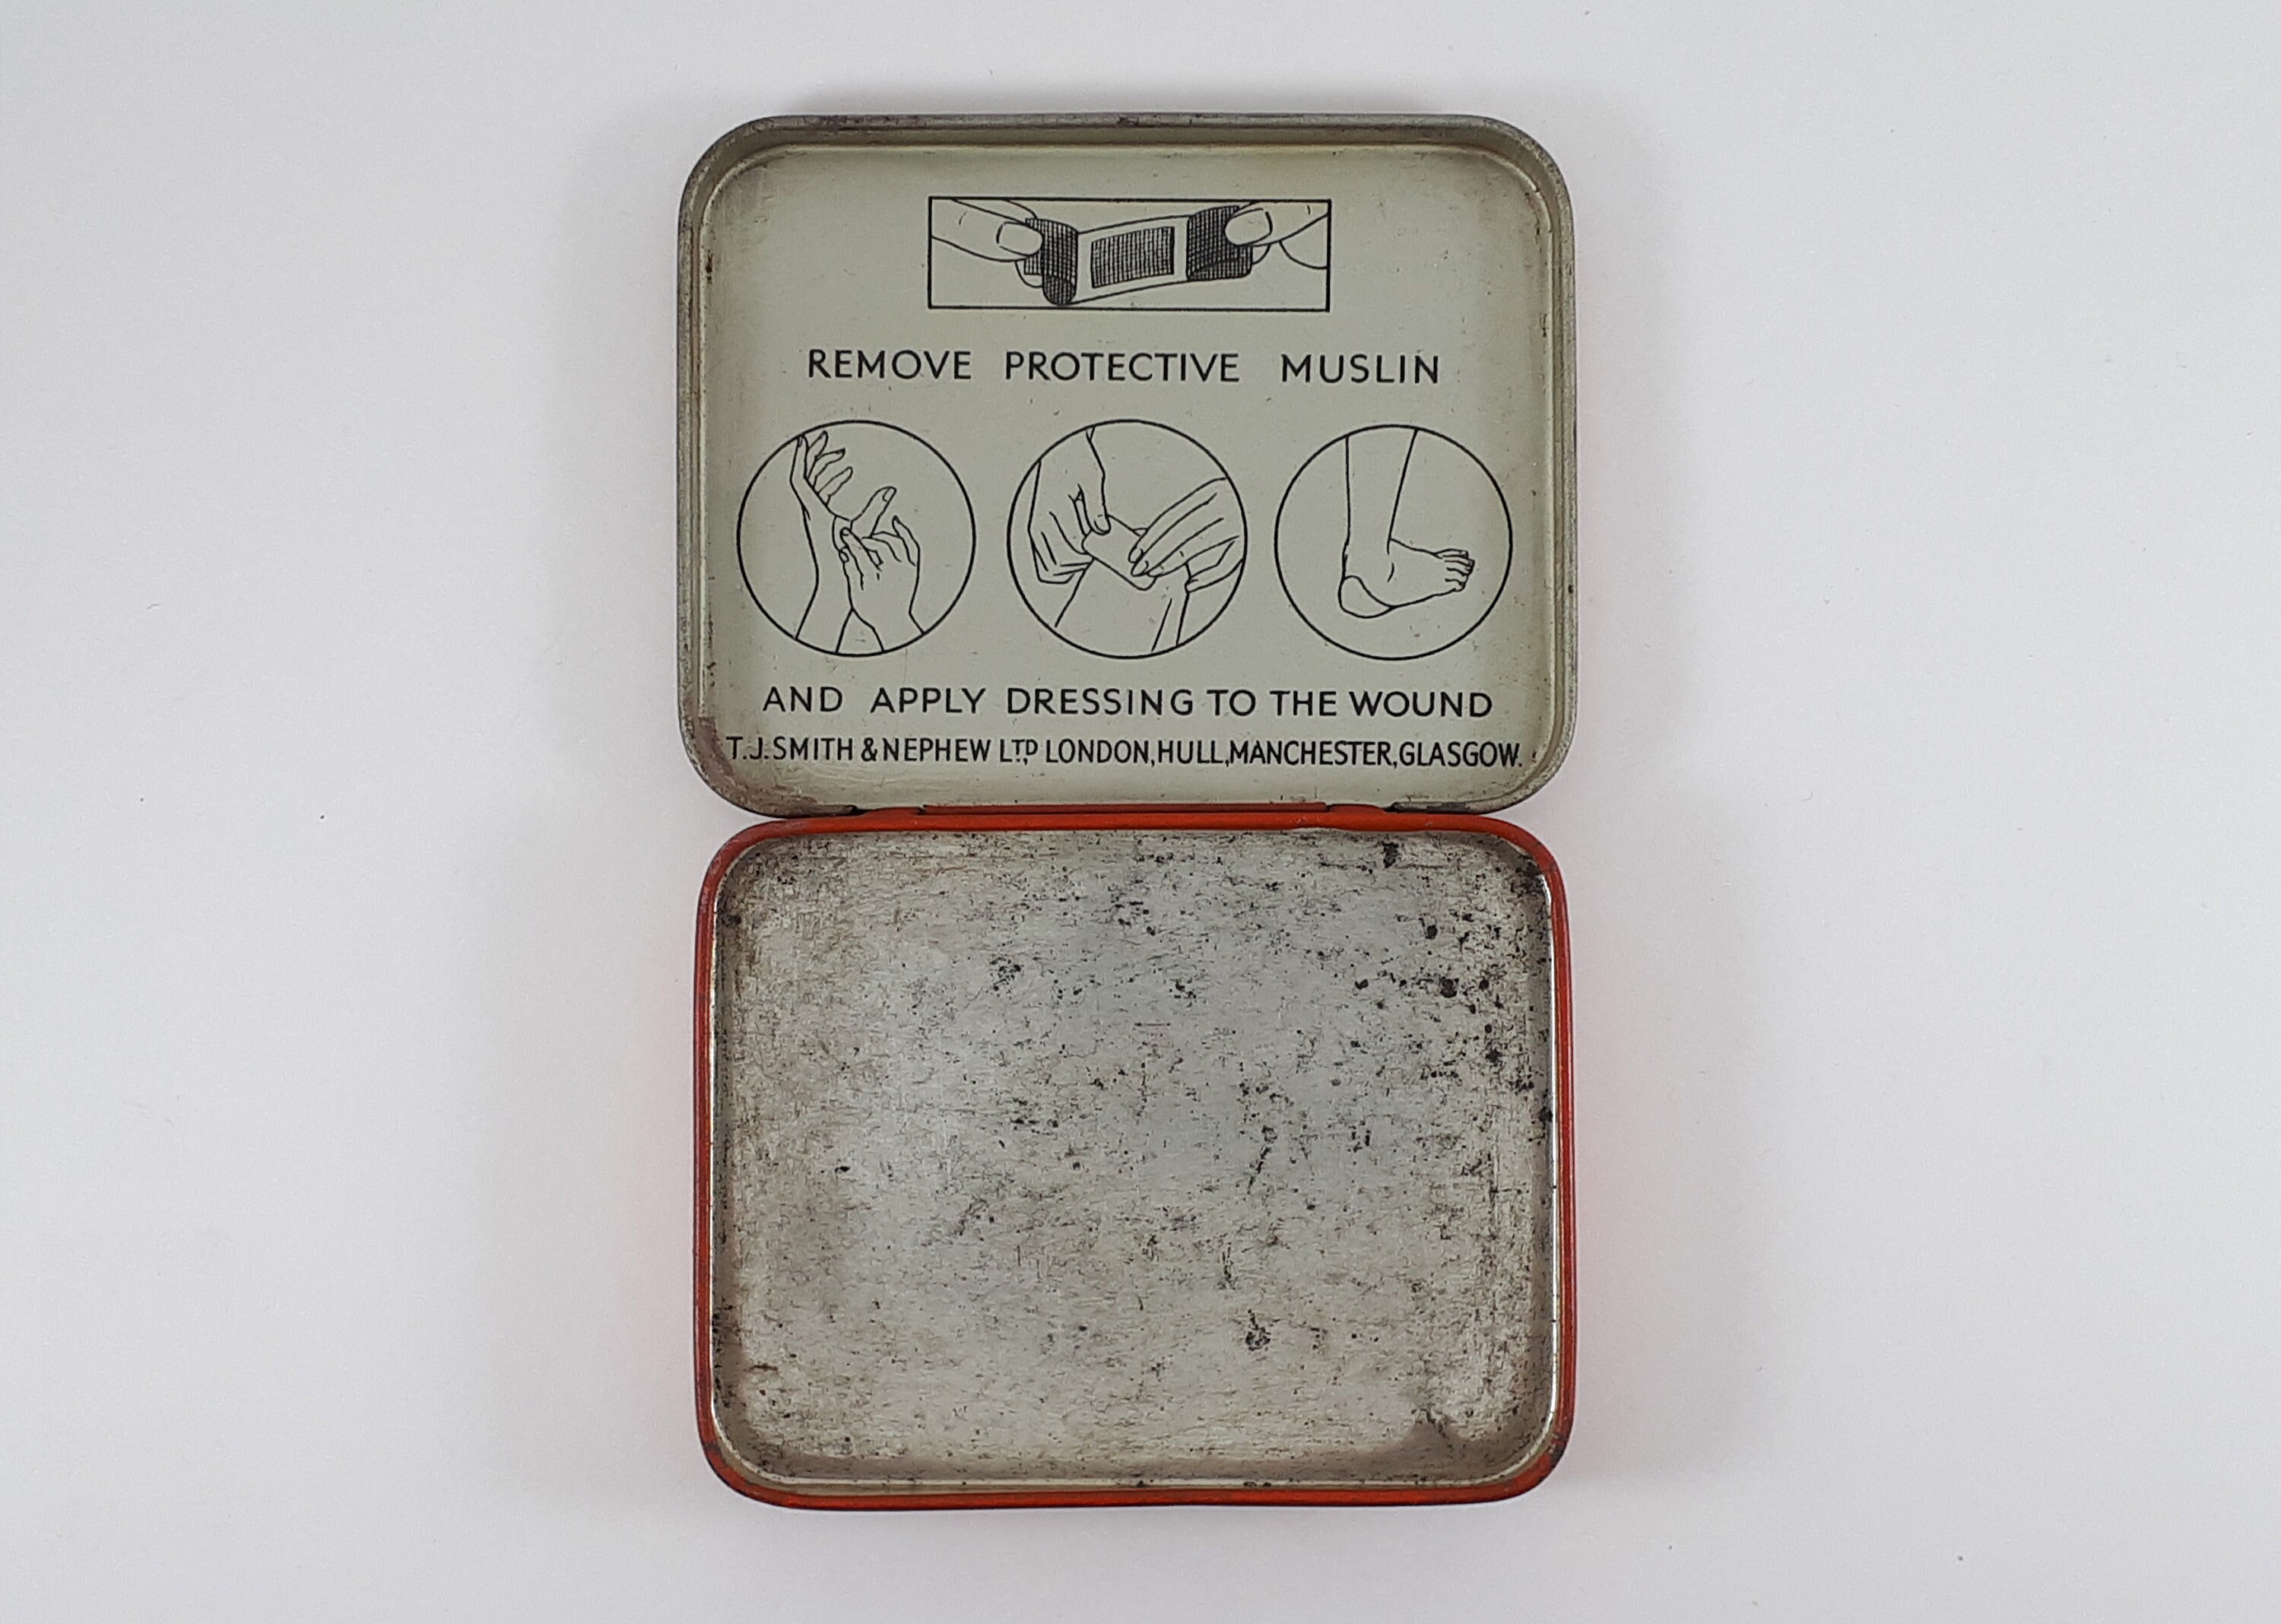 REMOVE PROTECTIVE MUSLIN
AND APPLY DRESSING TO THE WOUND
T.J.SMITH & NEPHEW LTD, LONDON, HULL, MANCHESTER, GLASGOW.